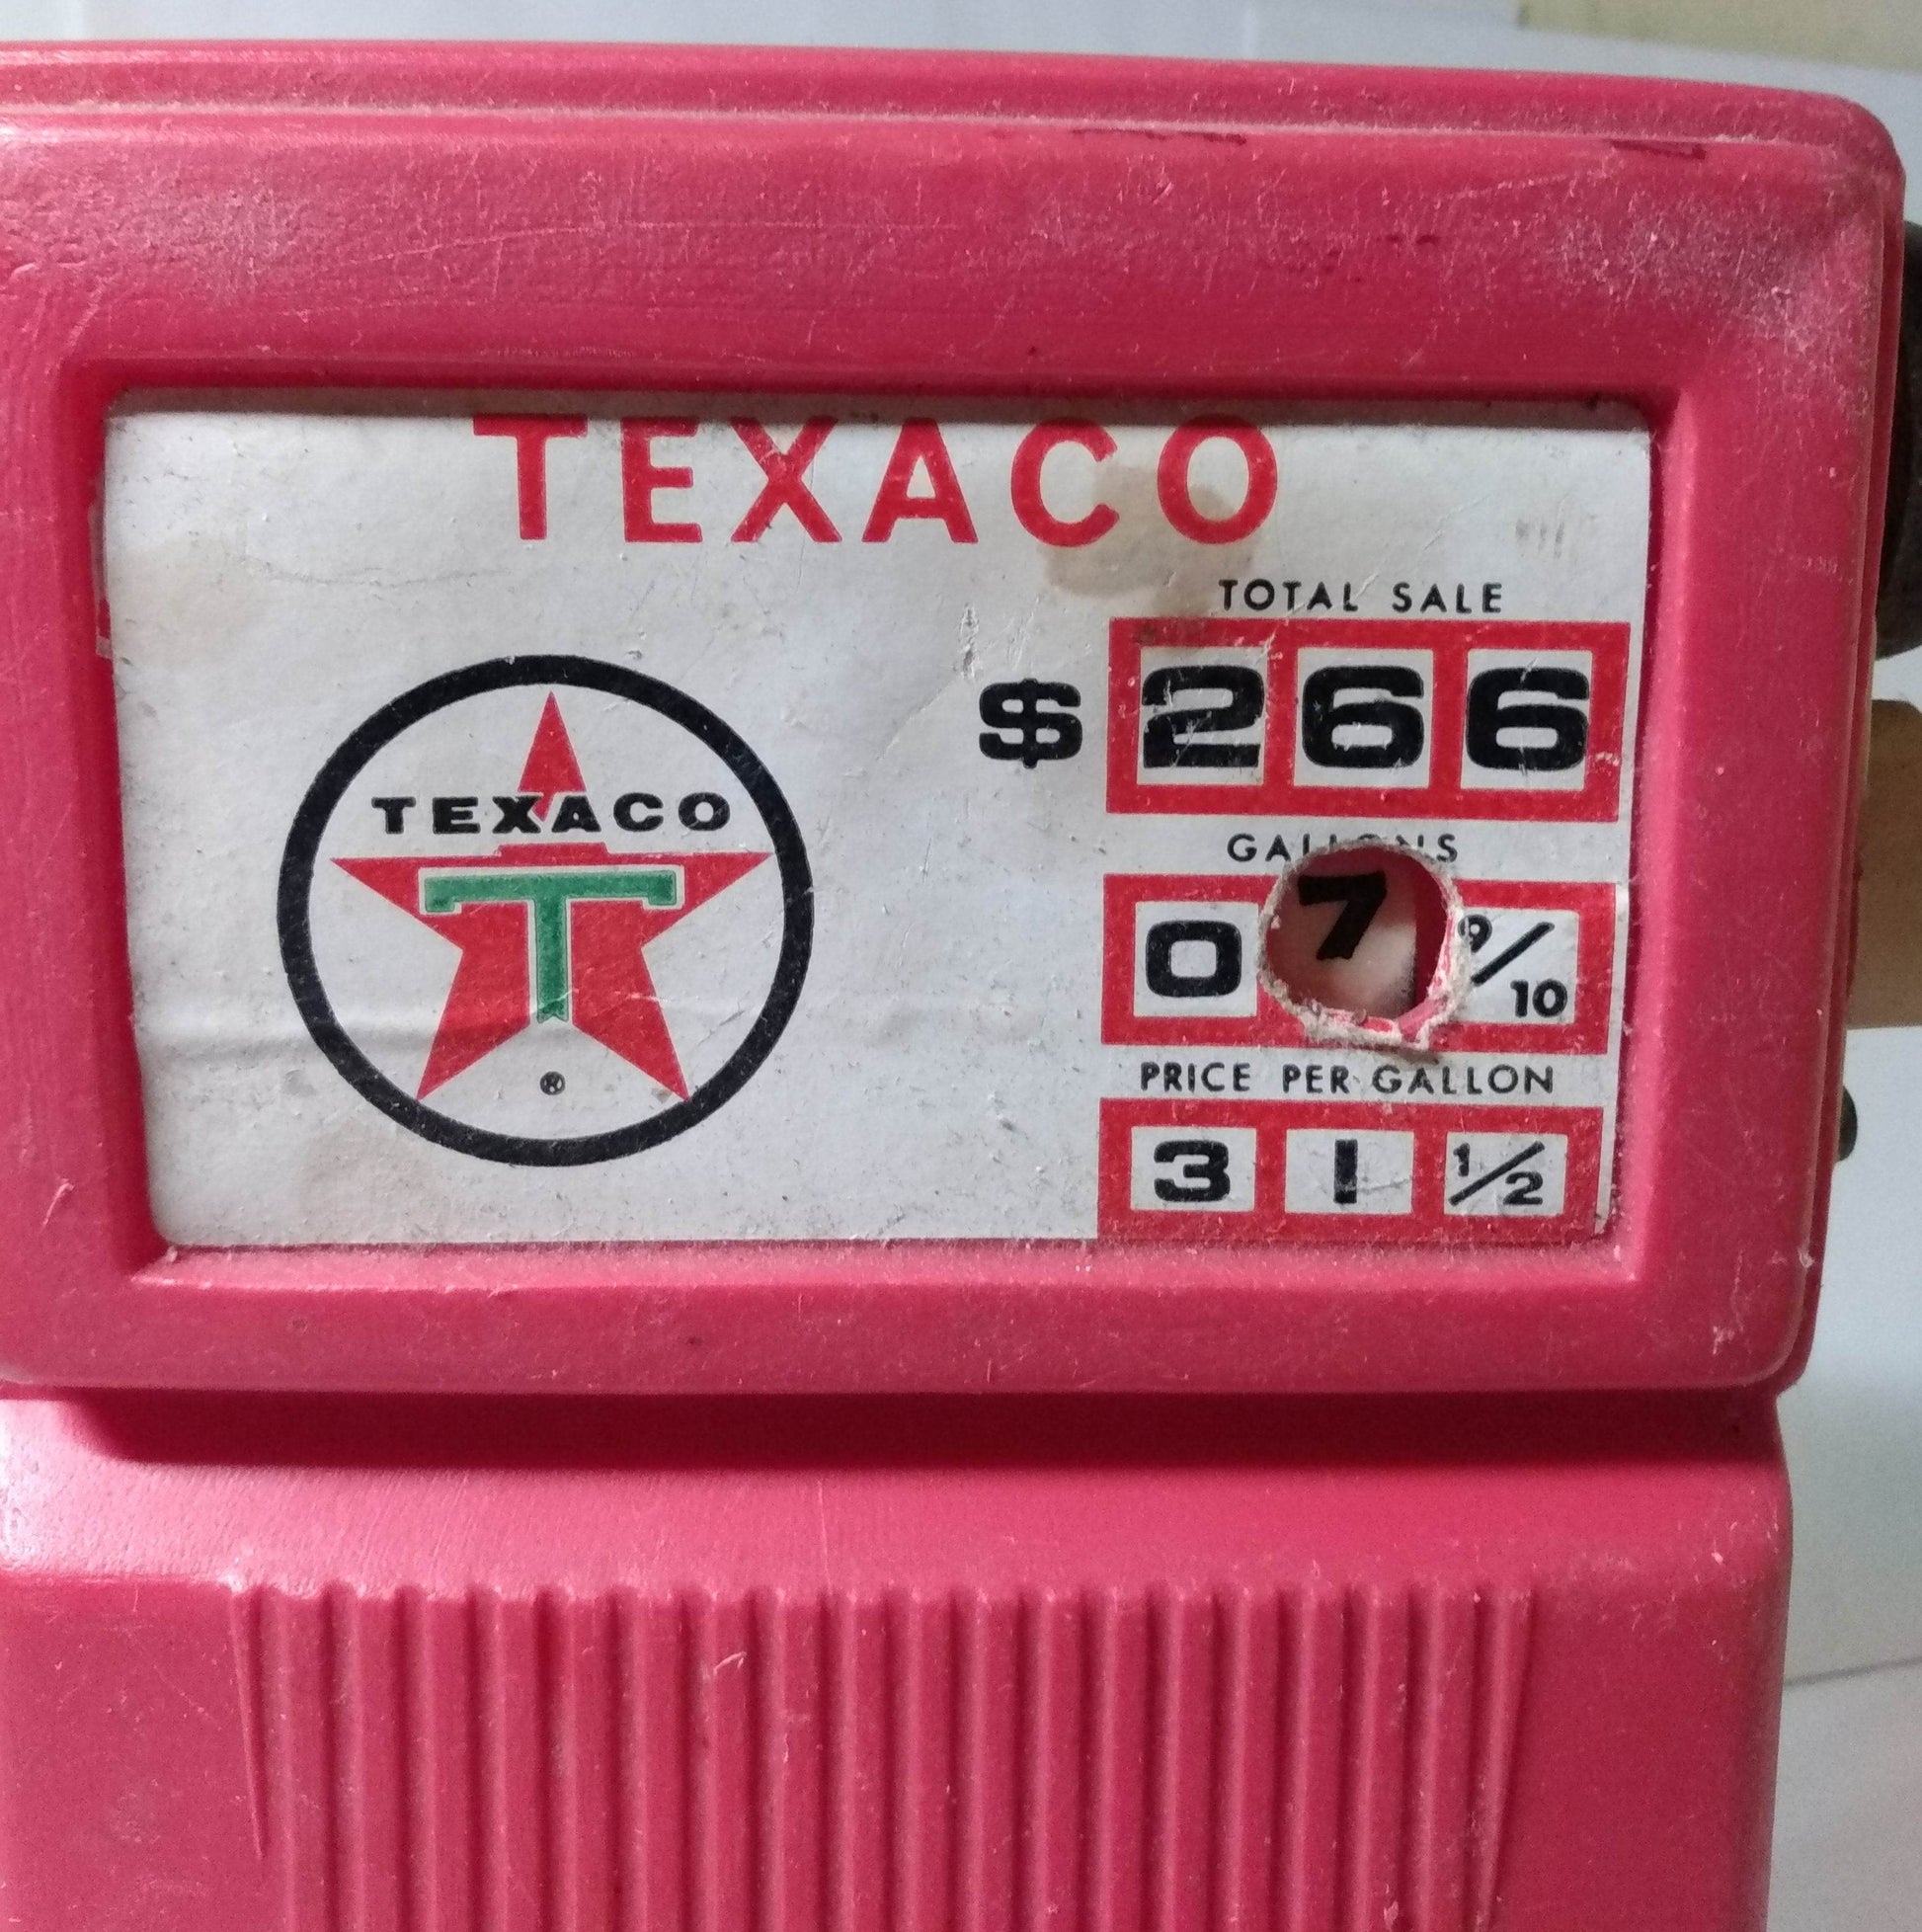 TEXACO
TOTAL SALE
$ 266
TEXACO
T
®
GALLONS
0 7 9/10
PRICE PER GALLON
3 1 1/2